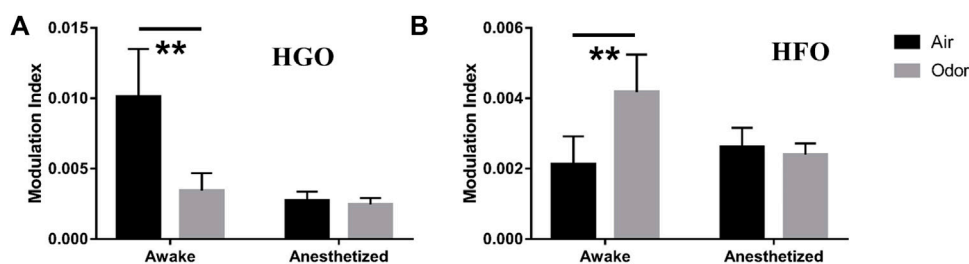 A
Modulation Index
0.015
0.010
0.005
0.000
**
HGO
Awake
Anesthetized
B
Modulation Index
0.006
0.004
0.002
0.000
**
HFO
Awake
Anesthetized
Air
Odor